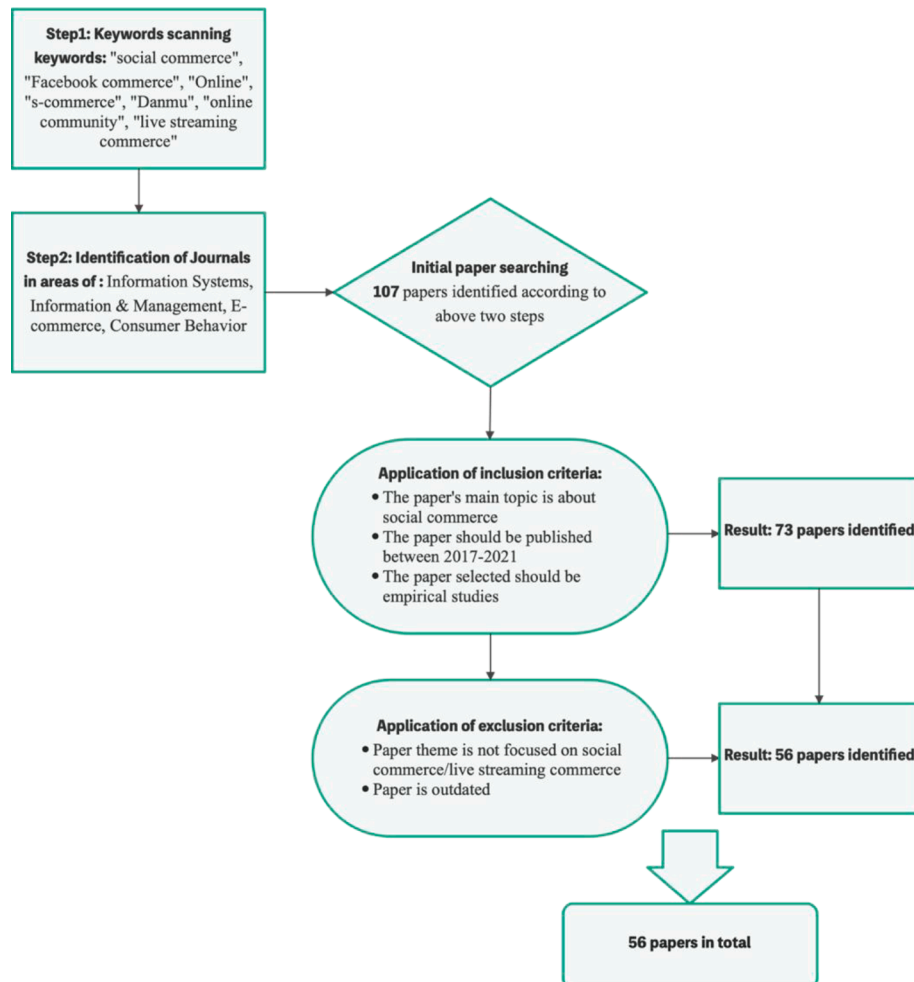 Step1: Keywords scanning
keywords: "social commerce",
"Facebook commerce", "Online",
"s-commerce", "Danmu", "online
community", "live streaming
commerce"
Step2: Identification of Journals
in areas of : Information Systems,
Information & Management, E-
commerce, Consumer Behavior
Initial paper searching
107 papers identified according to
above two steps
Application of inclusion criteria:
• The paper's main topic is about
social commerce
• The paper should be published
between 2017-2021
• The paper selected should be
empirical studies
Result: 73 papers identified
Application of exclusion criteria:
• Paper theme is not focused on social
commerce/live streaming commerce
• Paper is outdated
Result: 56 papers identified
56 papers in total